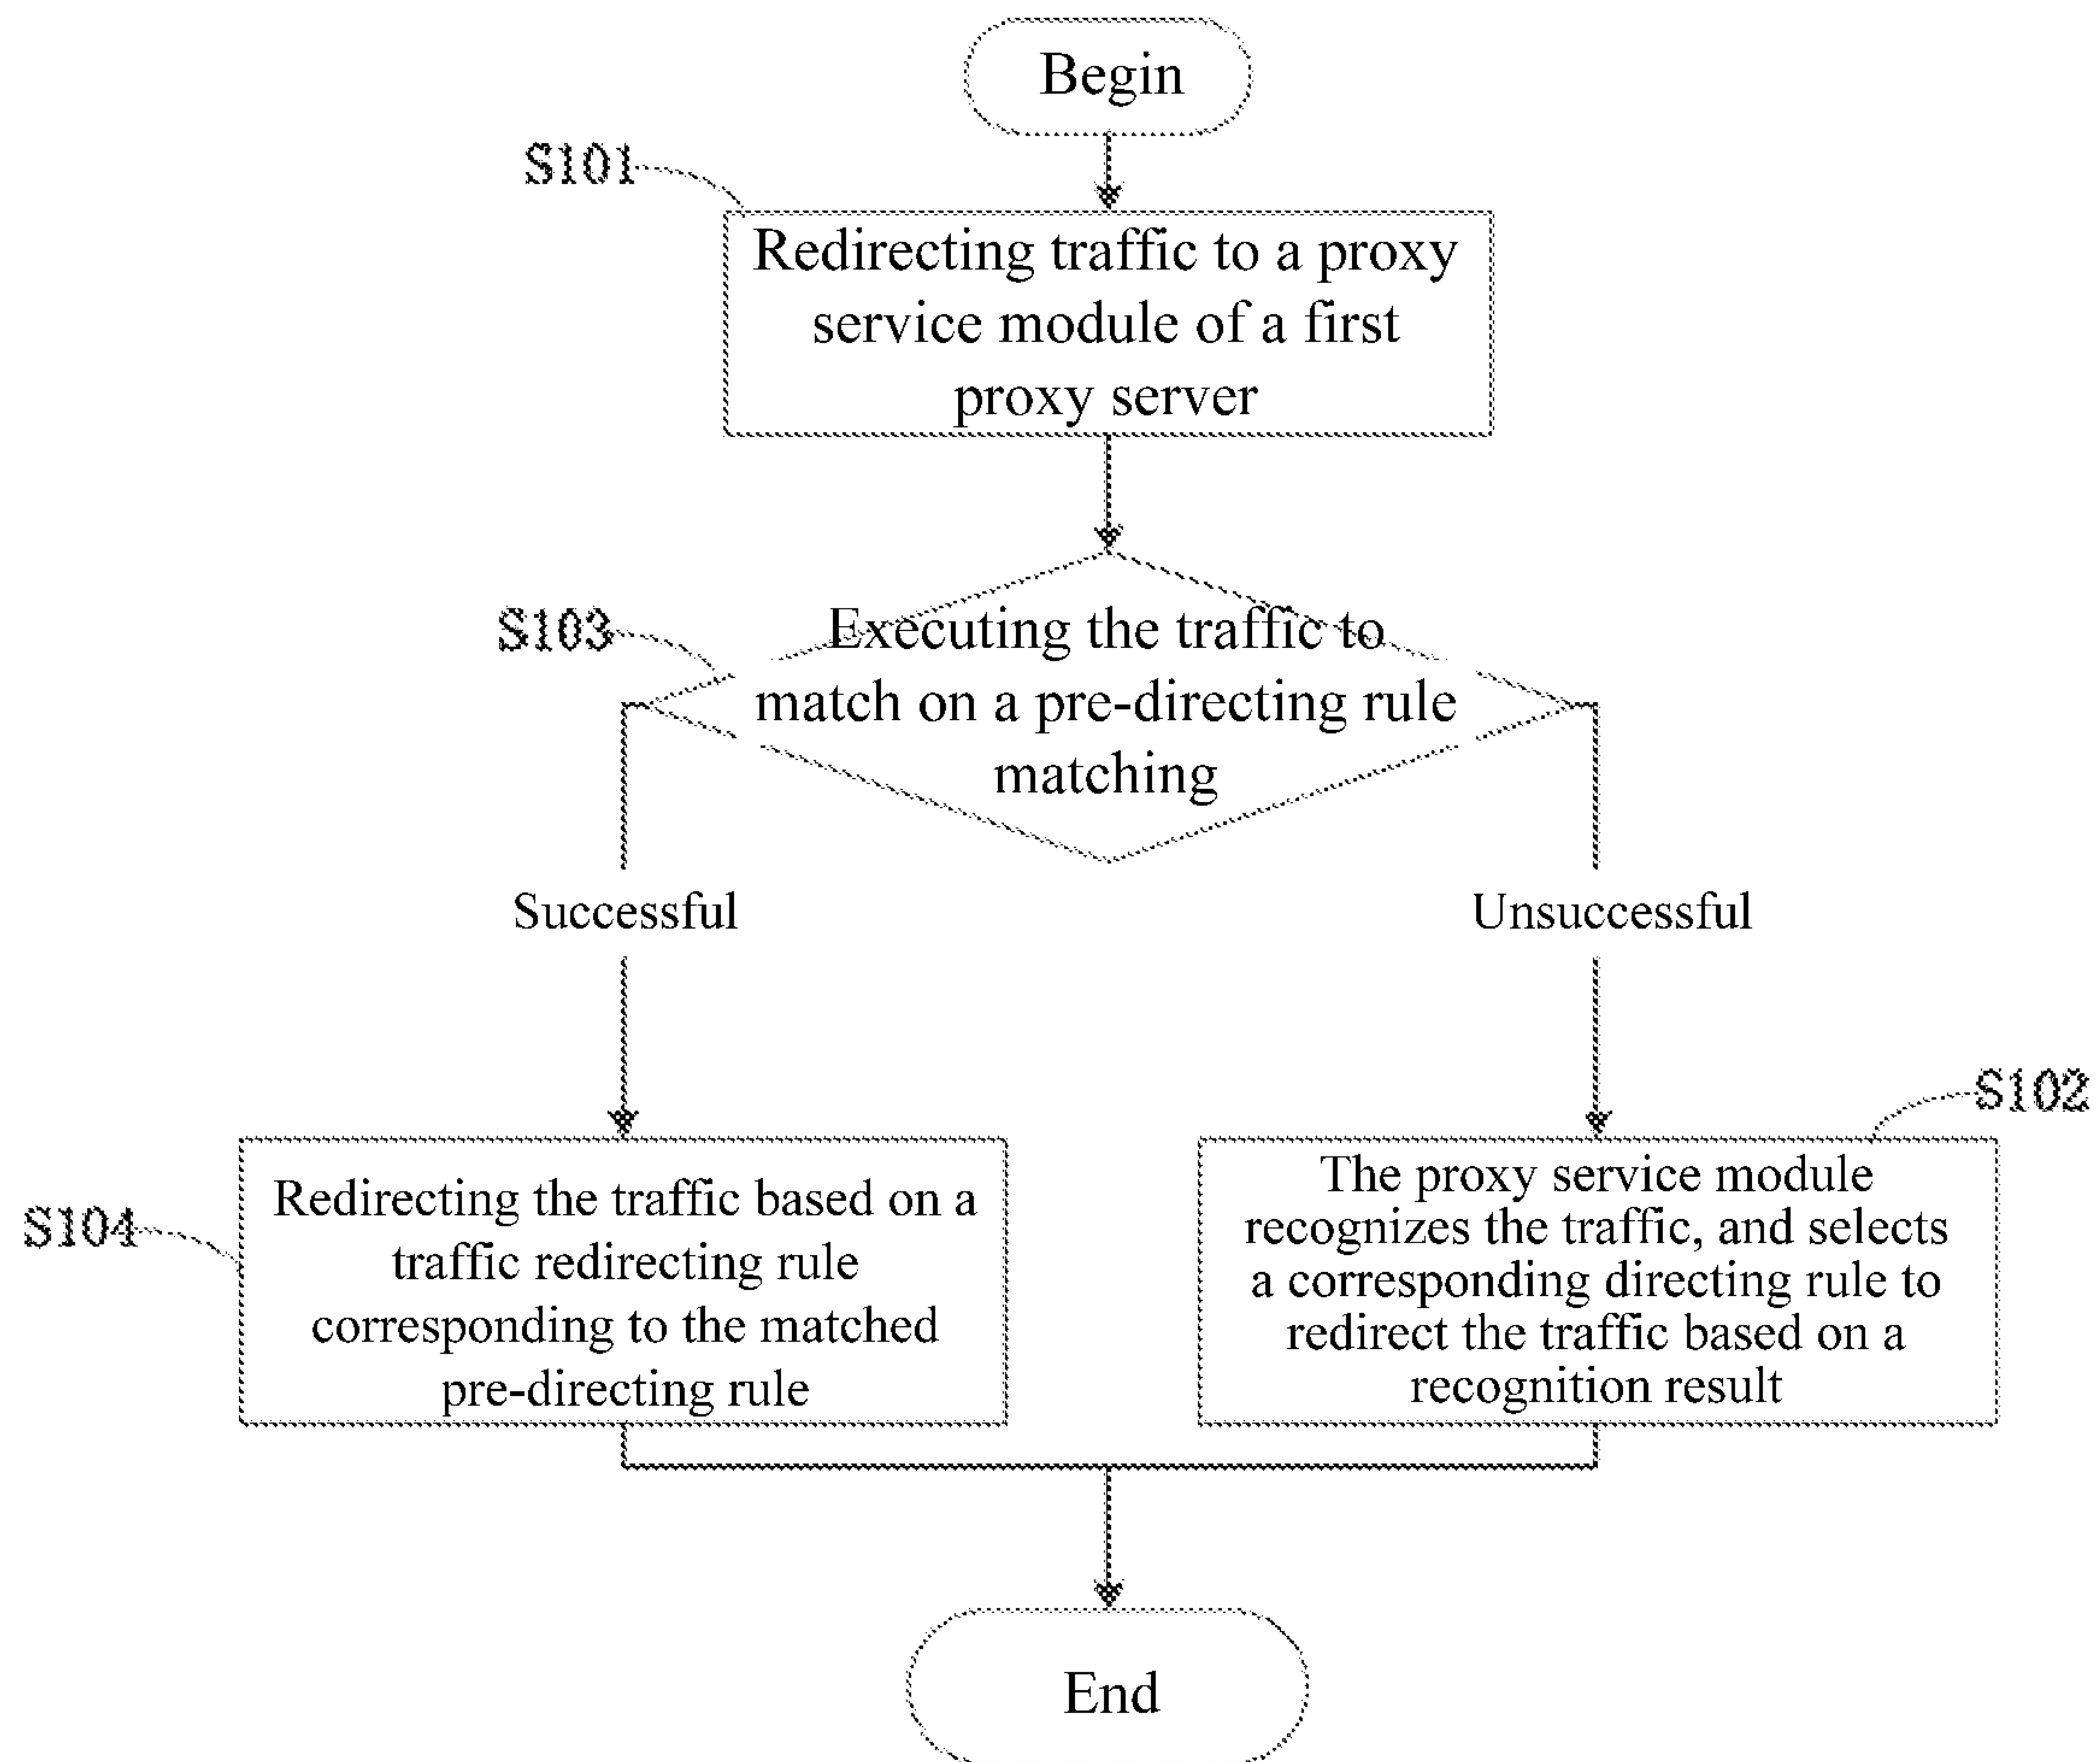 Begin
S101
Redirecting traffic to a proxy
service module of a first
proxy server
S103
Executing the traffic to
match on a pre-directing rule
matching
Successful
Unsuccessful
S104
Redirecting the traffic based on a
traffic redirecting rule
corresponding to the matched
pre-directing rule
S102
The proxy service module
recognizes the traffic, and selects
a corresponding directing rule to
redirect the traffic based on a
recognition result
End